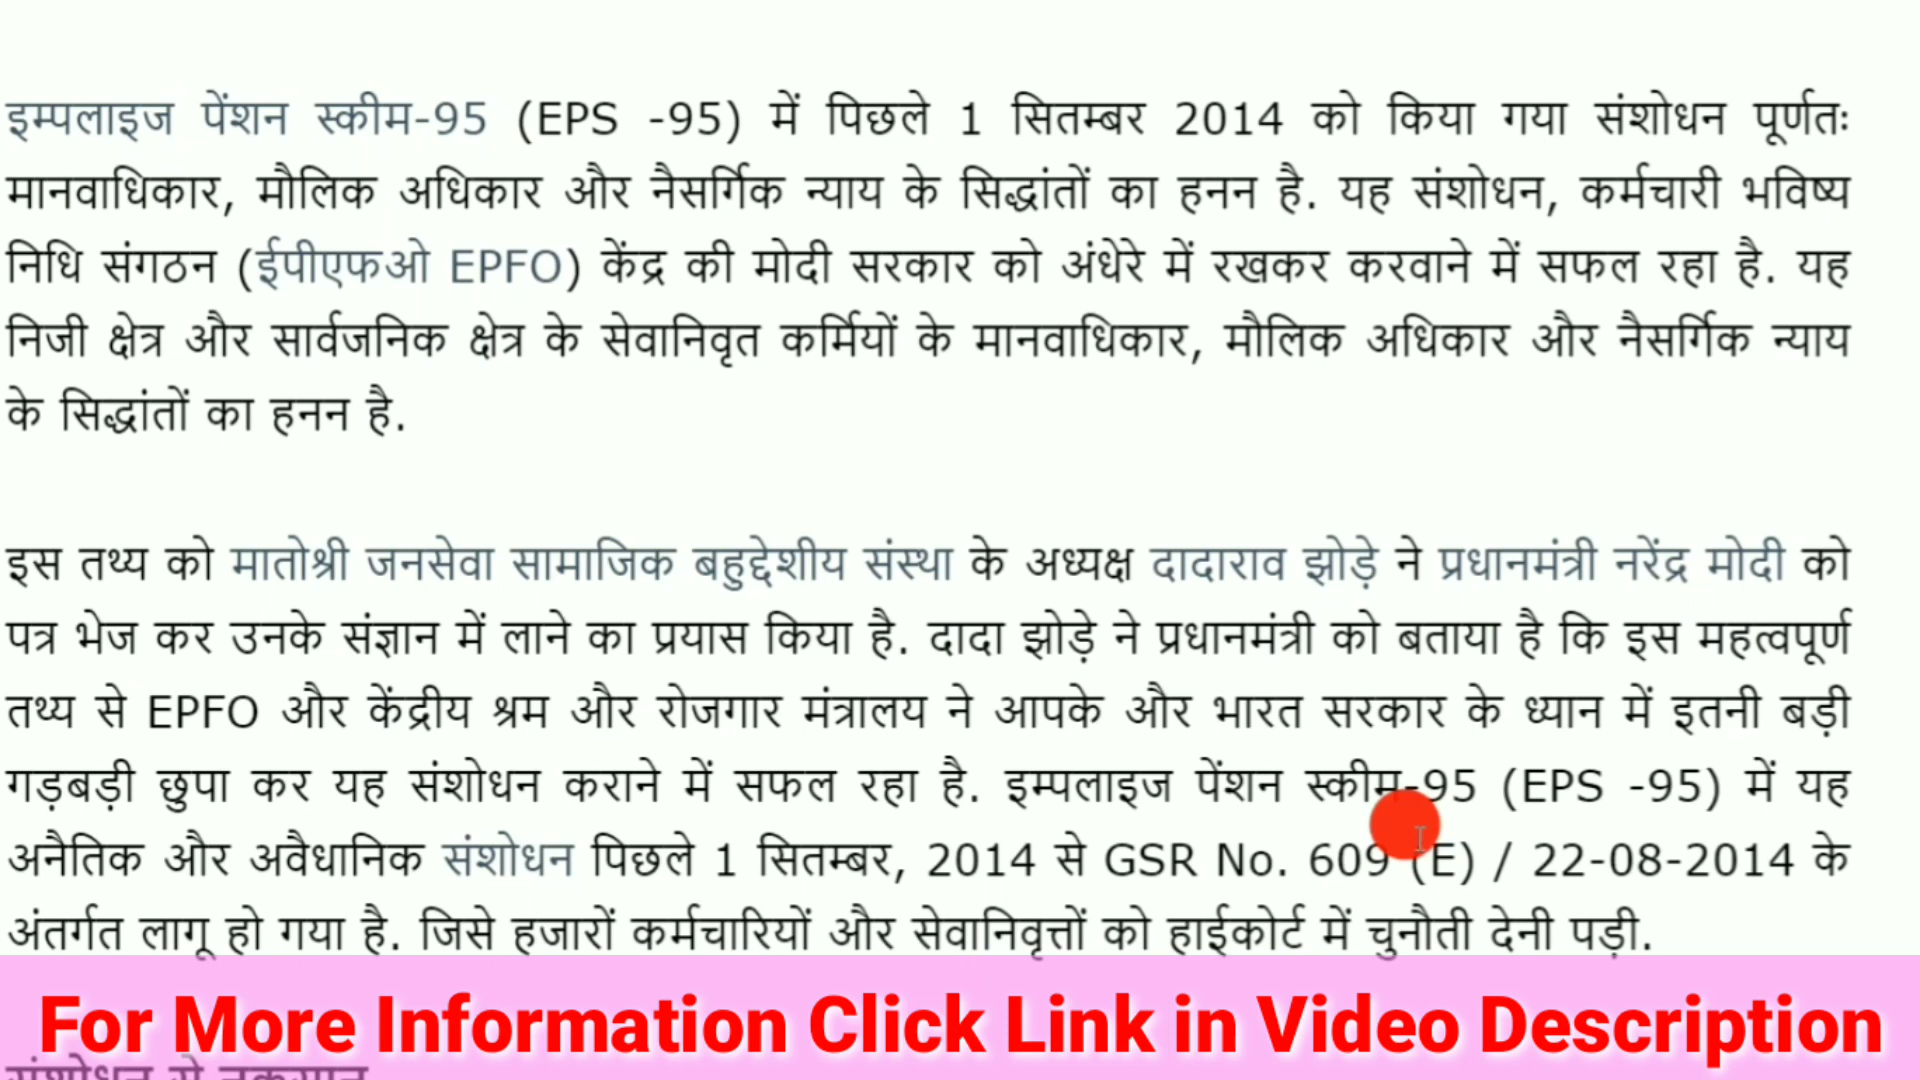 इम्पलाइज पेंशन स्कीम-95 (EPS -95) में पिछले 1 सितम्बर 2014 को किया गया संशोधन पूर्णतः
मानवाधिकार, मौलिक अधिकार और नैसर्गिक न्याय के सिद्धांतों का हनन है. यह संशोधन, कर्मचारी भविष्य
निधि संगठन (ईपीएफओ EPFO) केंद्र की मोदी सरकार को अंधेरे में रखकर करवाने में सफल रहा है. यह
निजी क्षेत्र और सार्वजनिक क्षेत्र के सेवानिवृत कर्मियों के मानवाधिकार, मौलिक अधिकार और नैसर्गिक न्याय
के सिद्धांतों का हनन है.
इस तथ्य को मातोश्री जनसेवा सामाजिक बहुद्देशीय संस्था के अध्यक्ष दादाराव झोड़े ने प्रधानमंत्री नरेंद्र मोदी को
पत्र भेज कर उनके संज्ञान में लाने का प्रयास किया है. दादा झोड़े ने प्रधानमंत्री को बताया है कि इस महत्वपूर्ण
तथ्य से EPFO और केंद्रीय श्रम और रोजगार मंत्रालय ने आपके और भारत सरकार के ध्यान में इतनी बड़ी
गड़बड़ी छुपा कर यह संशोधन कराने में सफल रहा है. इम्पलाइज पेंशन स्कीम-95 (EPS -95) में यह
अनैतिक और अवैधानिक संशोधन पिछले 1 सितम्बर, 2014 से GSR No. 609 (E) / 22-08-2014 के
अंतर्गत लागू हो गया है. जिसे हजारों कर्मचारियों और सेवानिवृत्तों को हाईकोर्ट में चुनौती देनी पड़ी.
For More Information Click Link in Video Description